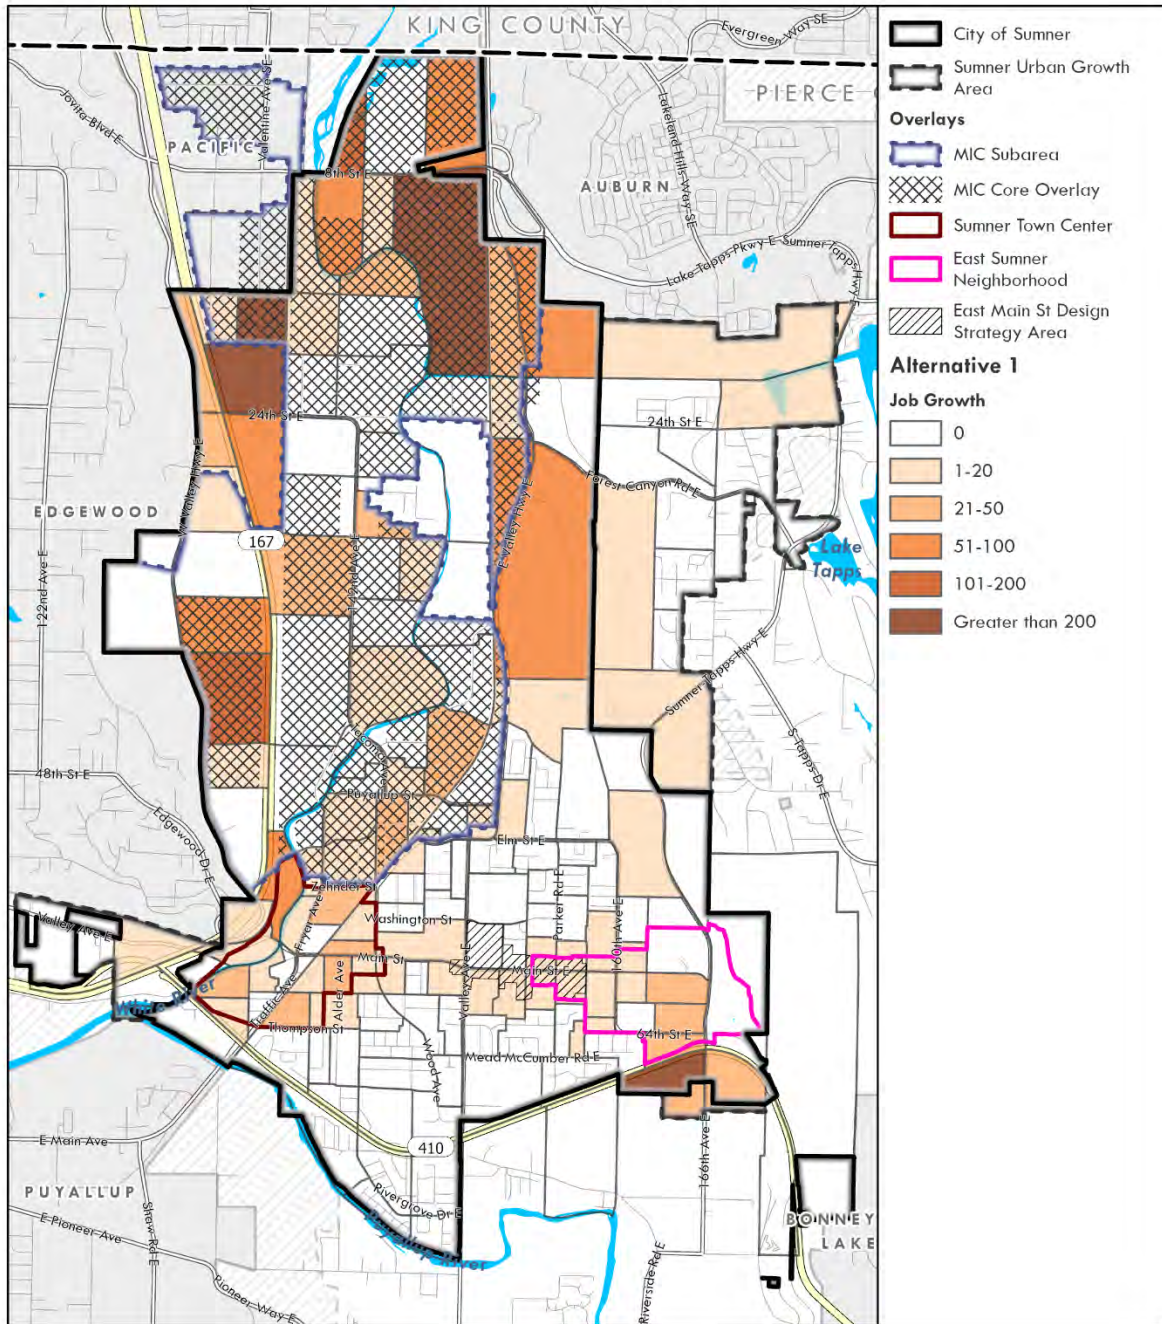 KING COUNTY
Evergreen Way SE
PIERCE C
Jovita Blvd E
Valentine Ave SE
PACIFIC
8th St E
AUBURN
Lakeland Hills Way SE
Lake Tapps Pkwy E
Sumner Tapps Hwy E
24th St E
24th St E
W Valley Hwy E
Forest Canyon Rd E
E Valley Hwy E
EDGEWOOD
167
Lake
Tapps
122nd Ave E
142nd Ave E
Sumner Tapps Hwy E
S Tapps Dr E
48th St E
Puyallup St
Edgewood Dr E
Elm St E
Zehnder St
Valley Ave E
Fryar Ave
Washington St
Parker Rd E
160th Ave E
Main St
Main St E
Valley Ave E
White River
Traffic Ave
Alder Ave
Thompson St
64th St E
Mead McCumber Rd E
Wood Ave
E Main Ave
410
166th Ave E
PUYALLUP
Shaw Rd E
Rivergrove Dr E
E Pioneer Ave
Puyallup River
BONNEY
LAKE
Pioneer Way E
Riverside Rd E
City of Sumner
Sumner Urban Growth
Area
Overlays
MIC Subarea
MIC Core Overlay
Sumner Town Center
East Sumner
Neighborhood
East Main St Design
Strategy Area
Alternative 1
Job Growth
0
1-20
21-50
51-100
101-200
Greater than 200